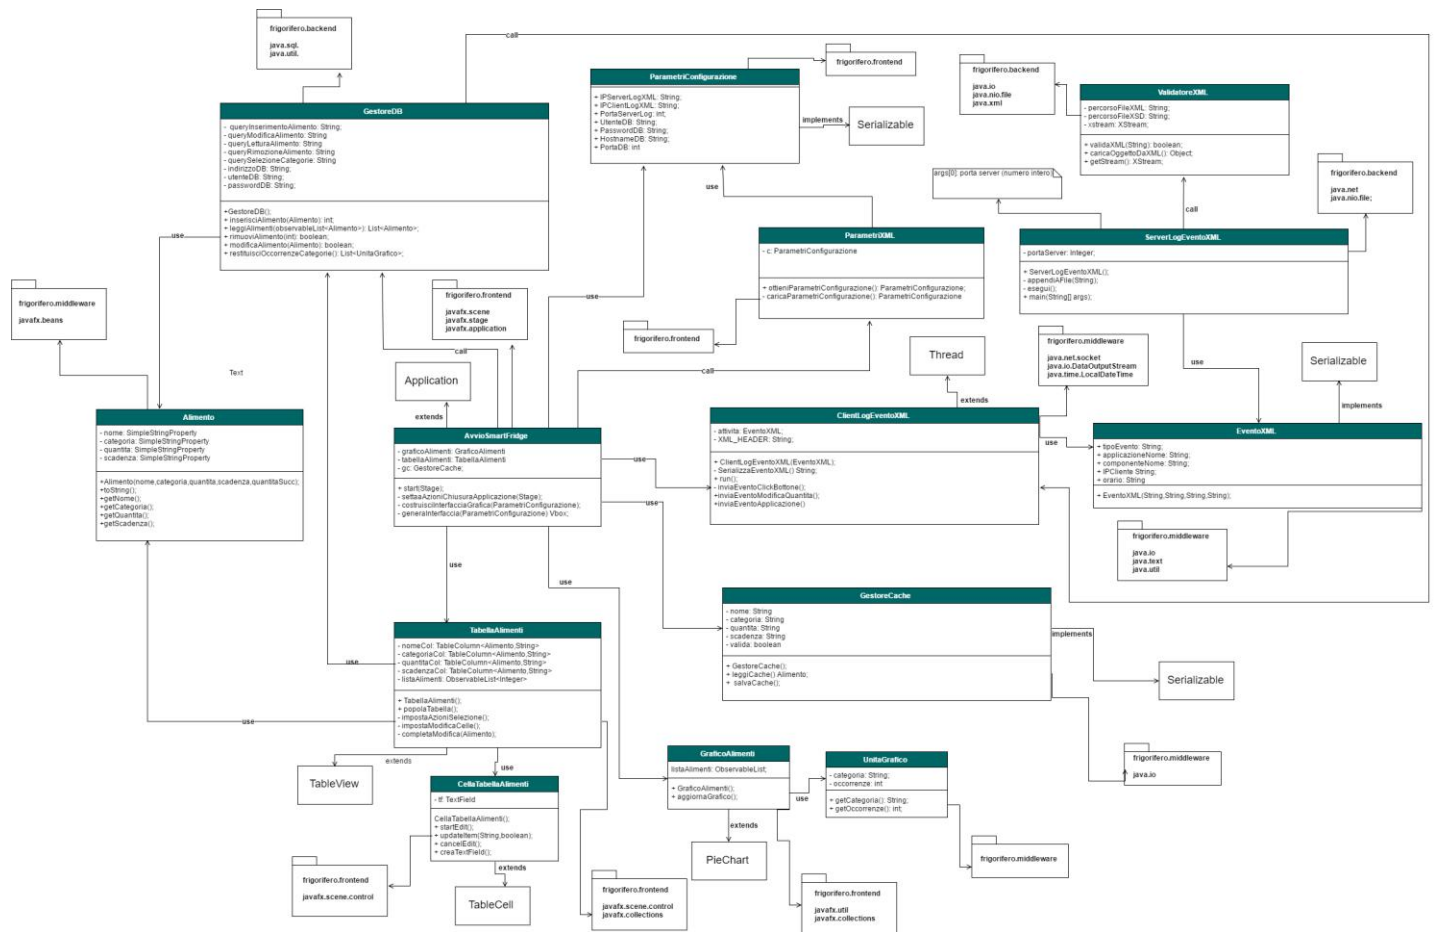 frigorifero.backend
java.sql.
java.util.
call
GestoreDB
- queryInserimentoAlimento: String;
- queryModificaAlimento: String
- queryLetturaAlimento: String
- queryRimozioneAlimento: String
- querySelezioneCategorie: String
- indirizzoDB: String;
- utenteDB: String;
- passwordDB: String;
+GestoreDB();
+ inserisciAlimento(Alimento): int;
+ leggiAlimenti(observableList<Alimento>): List<Alimento>;
+ rimuoviAlimento(int): boolean;
+ modificaAlimento(Alimento): boolean;
+ restituisciOccorrenzeCategorie(): List<UnitaGrafico>;
use
ParametriConfigurazione
+ IPServerLogXML: String;
+ IPClientLogXML: String;
+ PortaServerLog: int;
+ UtenteDB: String;
+ PasswordDB: String;
+ HostnameDB: String;
+ PortaDB: int
frigorifero.frontend
implements
Serializable
use
frigorifero.backend
java.io
java.nio.file
java.xml
ValidatoreXML
- percorsoFileXML: String;
- percorsoFileXSD: String;
- xstream: XStream;
+ validaXML(String): boolean;
+ caricaOggettoDaXML(): Object;
+ getStream(): XStream;
args[0]: porta server (numero intero)
call
frigorifero.backend
java.net
java.nio.file;
ServerLogEventoXML
- portaServer: Integer;
+ ServerLogEventoXML();
- appendiAFile(String);
- esegui();
+ main(String[] args);
ParametriXML
- c: ParametriConfigurazione
+ ottieniParametriConfigurazione(): ParametriConfigurazione;
- caricaParametriConfigurazione(): ParametriConfigurazione
use
frigorifero.frontend
frigorifero.middleware
javafx.beans
frigorifero.frontend
javafx.scene
javafx.stage
javafx.application
call
Text
Application
extends
call
Thread
extends
frigorifero.middleware
java.net.socket
java.io.DataOutputStream
java.time.LocalDateTime
use
Serializable
implements
Alimento
- nome: SimpleStringProperty
- categoria: SimpleStringProperty
- quantita: SimpleStringProperty
- scadenza: SimpleStringProperty
+Alimento(nome,categoria,quantita,scadenza,quantitaSucc);
+toString();
+getNome();
+getCategoria();
+getQuantita();
+getScadenza();
AvvioSmartFridge
- graficoAlimenti: GraficoAlimenti
- tabellaAlimenti: TabellaAlimenti
- gc: GestoreCache;
+ start(Stage);
- settaaAzioniChiusuraApplicazione(Stage);
- costruisciInterfacciaGrafica(ParametriConfigurazione);
- generaInterfaccia(ParametriConfigurazione) Vbox;
use
use
ClientLogEventoXML
- attivita: EventoXML;
- XML_HEADER: String;
+ ClientLogEventoXML(EventoXML);
- SerializzaEventoXML() String;
+ run();
- inviaEventoClickBottone();
+inviaEventoModificaQuantita();
+inviaEventoApplicazione()
use
EventoXML
+ tipoEvento: String;
+ applicazioneNome: String;
+ componenteNome: String;
+ IPCliente String;
+ orario: String
+ EventoXML(String,String,String,String);
frigorifero.middleware
java.io
java.text
java.util
use
use
GestoreCache
- nome: String
- categoria: String
- quantita: String
- scadenza: String
- valida: boolean
+ GestoreCache();
+ leggiCache() Alimento;
+ salvaCache();
implements
Serializable
frigorifero.middleware
java.io
TabellaAlimenti
- nomeCol: TableColumn<Alimento,String>
- categoriaCol: TableColumn<Alimento,String>
- quantitaCol: TableColumn<Alimento,String>
- scadenzaCol: TableColumn<Alimento,String>
- listaAlimenti: ObservableList<Integer>
+ TabellaAlimenti();
+ popolaTabella();
- impostaAzioniSelezione();
- impostaModificaCelle();
- completaModifica(Alimento);
use
use
extends
TableView
use
CellaTabellaAlimenti
- tf: TextField
CellaTabellaAlimenti();
+ startEdit();
+ updateItem(String,boolean);
+ cancelEdit();
+ creaTextField();
frigorifero.frontend
javafx.scene.control
extends
TableCell
frigorifero.frontend
javafx.scene.control
javafx.collections
GraficoAlimenti
listaAlimenti: ObservableList;
+ GraficoAlimenti();
+ aggiornaGrafico();
use
extends
PieChart
UnitaGrafico
- categoria: String;
- occorrenze: int
+ getCategoria(): String;
+ getOccorrenze(): int;
frigorifero.middleware
frigorifero.frontend
javafx.util
javafx.collections